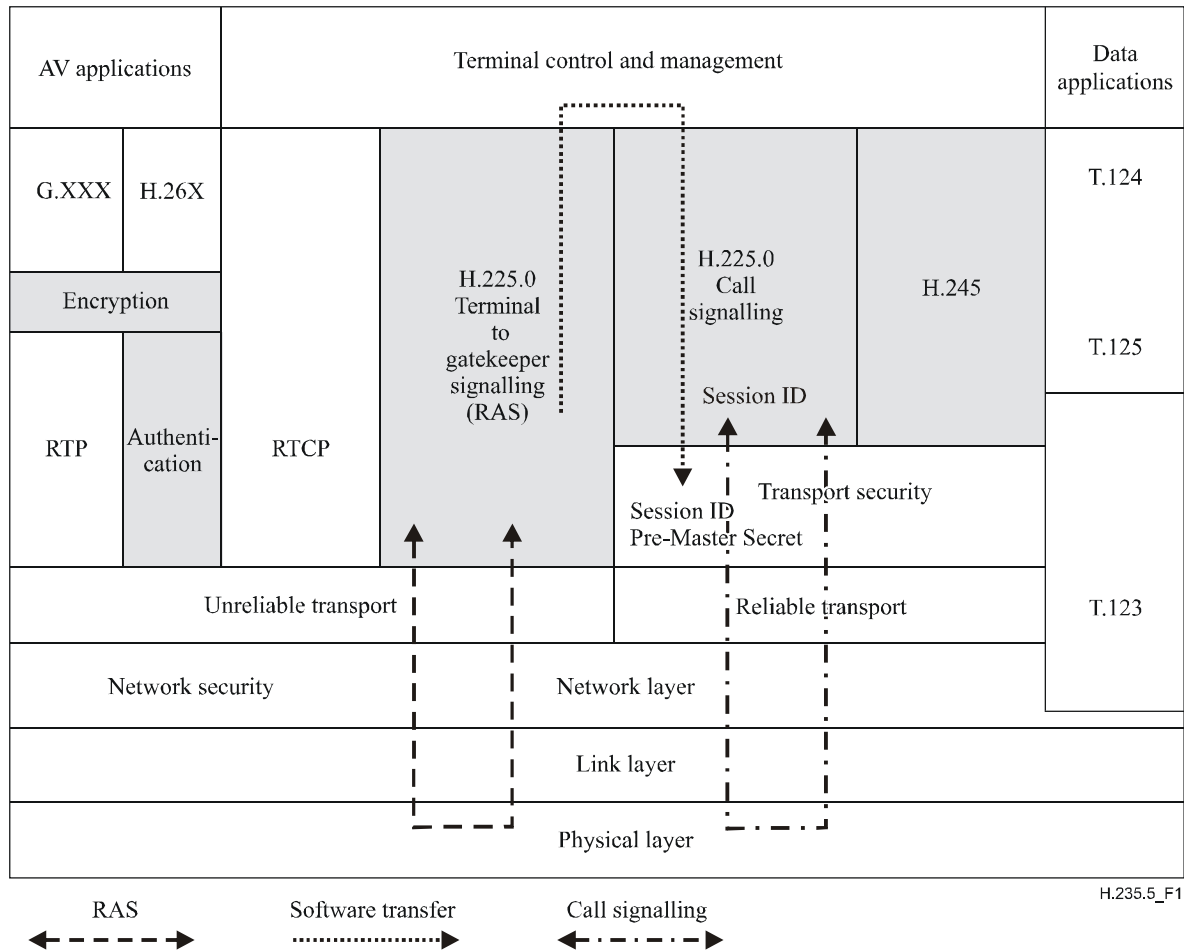 AV applications
Terminal control and management
Data
applications
G.XXX
H.26X
T.124
H.225.0
Terminal
to
gatekeeper
signalling
(RAS)
H.225.0
Call
signalling
H.245
Encryption
T.125
Session ID
RTP
Authenti-
cation
RTCP
Transport security
Session ID
Pre-Master Secret
Unreliable transport
Reliable transport
T.123
Network security
Network layer
Link layer
Physical layer
H.235.5_F1
RAS
Software transfer
Call signalling